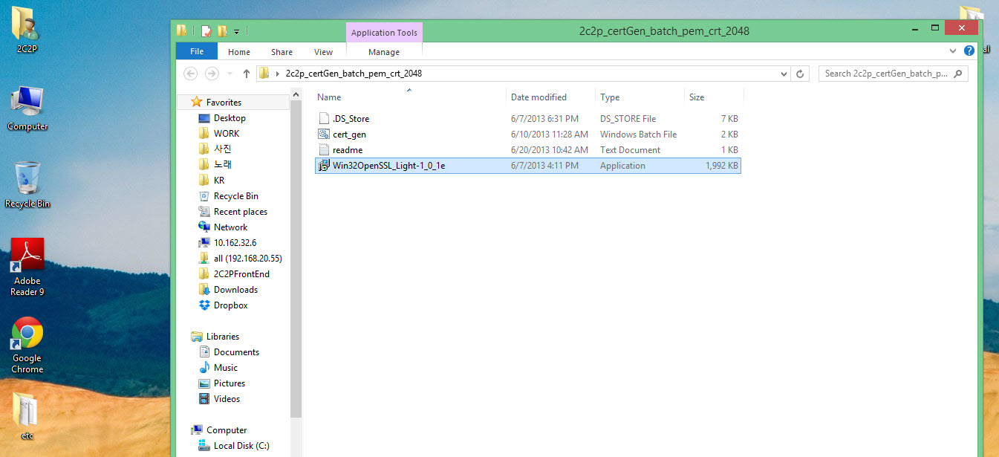 2C2P
Computer
Recycle Bin
Adobe
Reader 9
Google
Chrome
etc
Application Tools
2c2p_certGen_batch_pem_crt_2048
File
Home
Share
View
Manage
2c2p_certGen_batch_pem_crt_2048
Search 2c2p_certGen_batch_p...
Favorites
Desktop
WORK
사진
노래
KR
Recycle Bin
Recent places
Network
10.162.32.6
all (192.168.20.55)
2C2PFrontEnd
Downloads
Dropbox
Libraries
Documents
Music
Pictures
Videos
Computer
Local Disk (C:)
Name Date modified Type Size
.DS_Store 6/7/2013 6:31 PM DS_STORE File 7 KB
cert_gen 6/10/2013 11:28 AM Windows Batch File 2 KB
readme 6/20/2013 10:42 AM Text Document 1 KB
Win32OpenSSL_Light-1_0_1e 6/7/2013 4:11 PM Application 1,992 KB